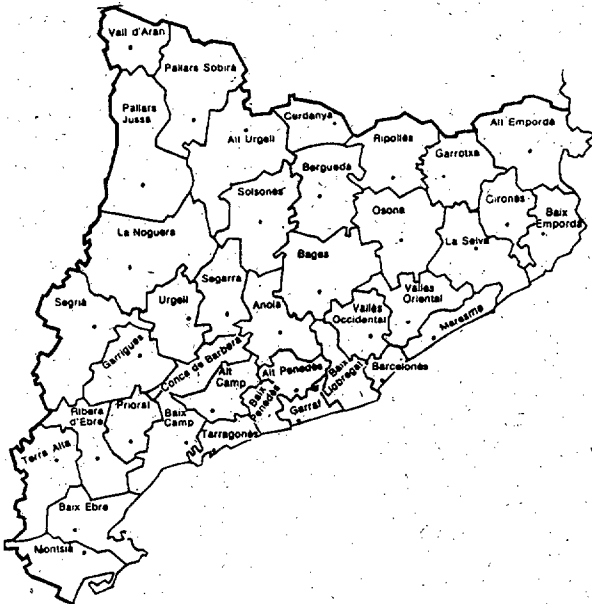 Vall d'Aran
Pallars Sobirà
Pallars
Jussà
Alt Urgell
Cerdanya
Ripollès
Alt Empordà
Garrotxa
Berguedà
Solsonès
Osona
Gironès
Baix
Empordà
La Noguera
La Selva
Bages
Segarra
Segrià
Urgell
Anoia
Vallès
Oriental
Vallès
Occidental
Maresme
Garrigues
Conca de Barberà
Alt
Camp
Alt Penedès
Baix
Llobregat
Barcelonès
Baix
Penedès
Garraf
Ribera
d'Ebre
Priorat
Baix
Camp
Tarragonès
Terra Alta
Baix Ebre
Montsià